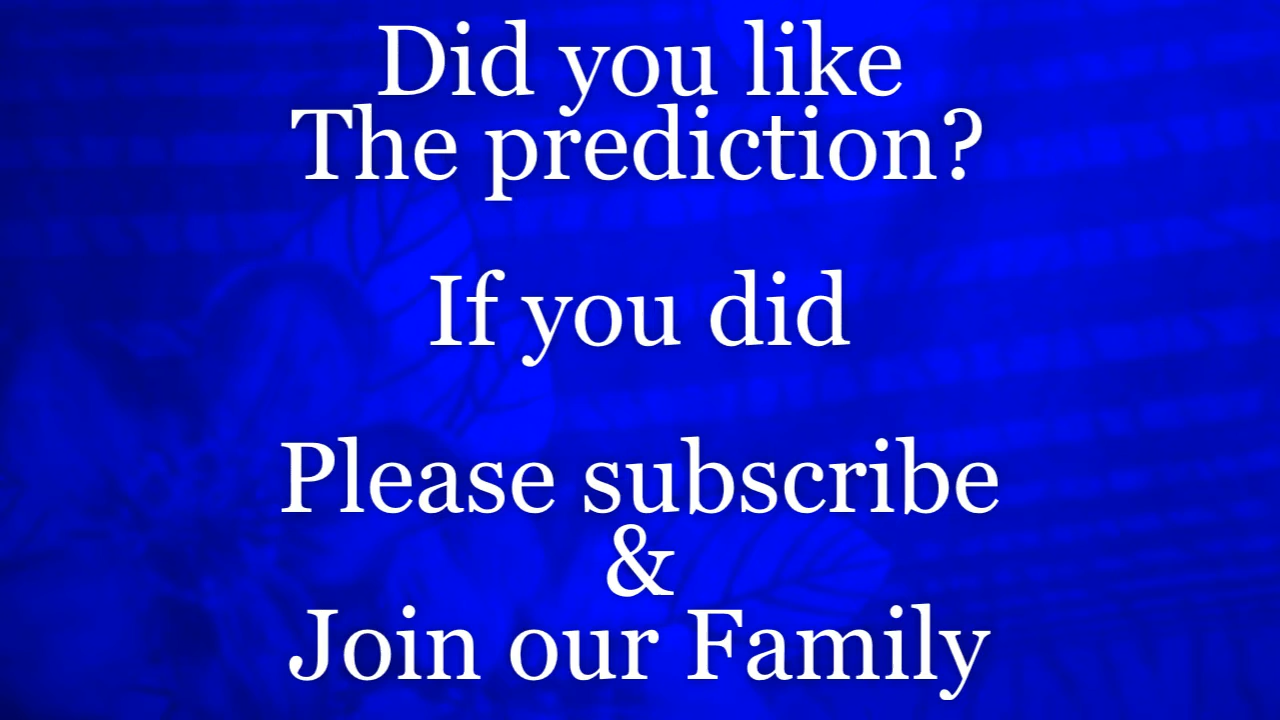 Did you like
The prediction?
If you did
Please subscribe
&
Join our Family